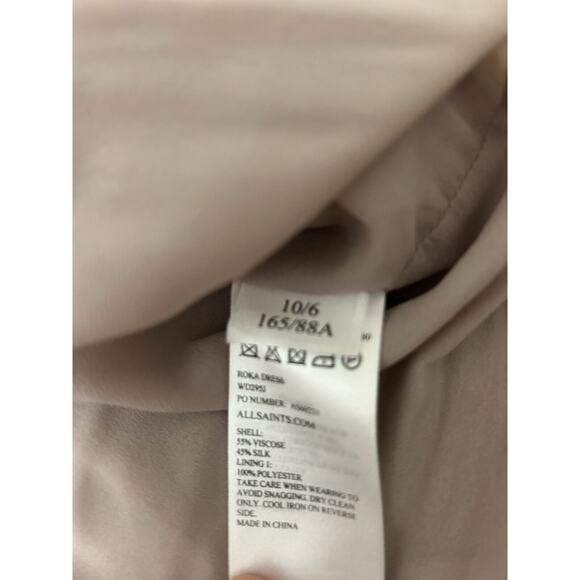 10/6
165/88A
ROKA DRESS
WD2951
PO NUMBER:
ALLSAINTS.COM
SHELL:
55% VISCOSE
45% SILK
LINING 1:
100% POLYESTER
TAKE CARE WHEN WEARING TO
AVOID SNAGGING. DRY CLEAN
ONLY. COOL IRON ON REVERSE
SIDE.
MADE IN CHINA